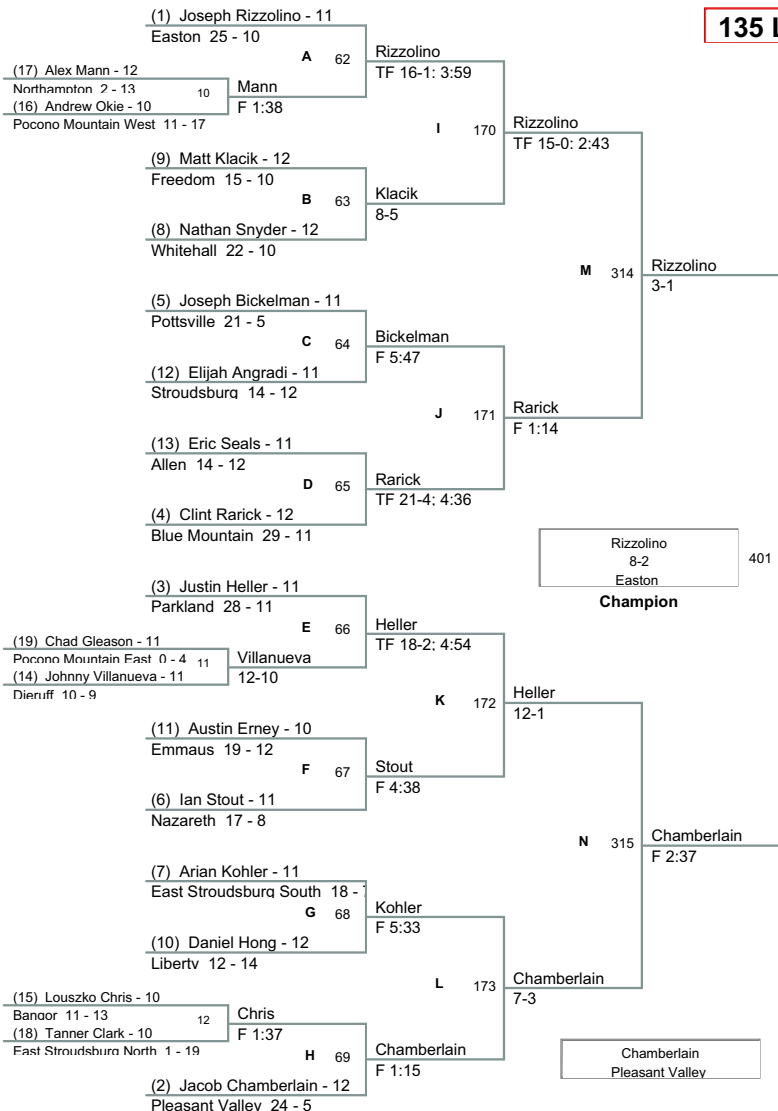 (1) Joseph Rizzolino - 11
135 L
Easton 25 - 10
A 62
Rizzolino
TF 16-1; 3:59
(17) Alex Mann - 12
Northampton 2 - 13
10
Mann
F 1:38
(16) Andrew Okie - 10
Pocono Mountain West 11 - 17
I 170
Rizzolino
TF 15-0; 2:43
(9) Matt Klacik - 12
Freedom 15 - 10
B 63
Klacik
8-5
(8) Nathan Snyder - 12
Whitehall 22 - 10
M 314
Rizzolino
3-1
(5) Joseph Bickelman - 11
Pottsville 21 - 5
C 64
Bickelman
F 5:47
(12) Elijah Angradi - 11
Stroudsburg 14 - 12
J 171
Rarick
F 1:14
(13) Eric Seals - 11
Allen 14 - 12
D 65
Rarick
TF 21-4; 4:36
(4) Clint Rarick - 12
Blue Mountain 29 - 11
Rizzolino
8-2
Easton
401
Champion
(3) Justin Heller - 11
Parkland 28 - 11
E 66
Heller
TF 18-2; 4:54
(19) Chad Gleason - 11
Pocono Mountain East 0 - 4
11
Villanueva
12-10
(14) Johnny Villanueva - 11
Dieruff 10 - 9
K 172
Heller
12-1
(11) Austin Erney - 10
Emmaus 19 - 12
F 67
Stout
F 4:38
(6) Ian Stout - 11
Nazareth 17 - 8
N 315
Chamberlain
F 2:37
(7) Arian Kohler - 11
East Stroudsburg South 18 -
G 68
Kohler
F 5:33
(10) Daniel Hong - 12
Liberty 12 - 14
L 173
Chamberlain
7-3
(15) Louszko Chris - 10
Bangor 11 - 13
12
Chris
F 1:37
(18) Tanner Clark - 10
East Stroudsburg North 1 - 19
H 69
Chamberlain
F 1:15
(2) Jacob Chamberlain - 12
Pleasant Valley 24 - 5
Chamberlain
Pleasant Valley